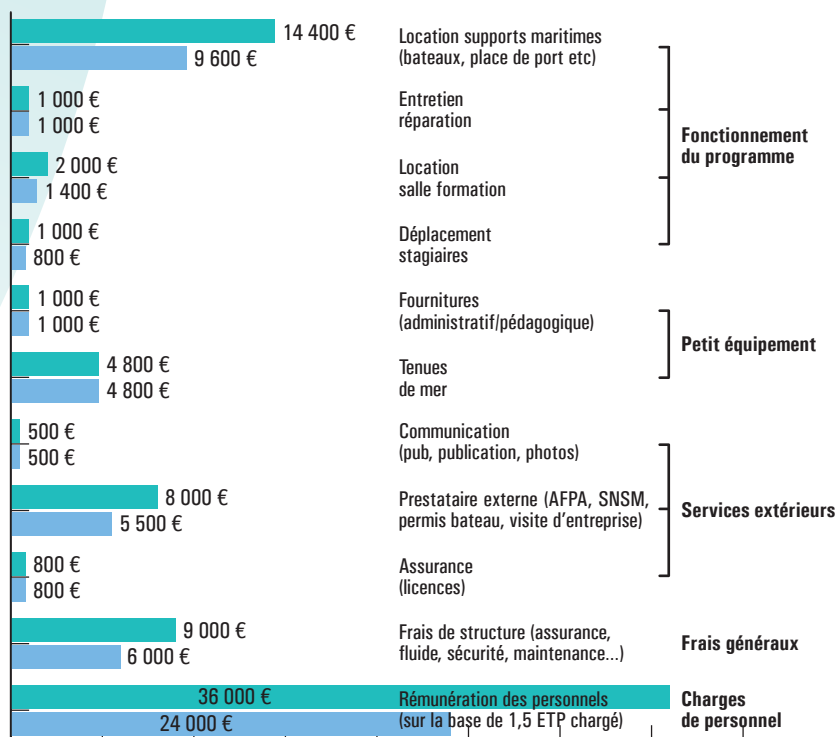 14 400 €
9 600 €
Location supports maritimes
(bateaux, place de port etc)
1 000 €
1 000 €
Entretien
réparation
2 000 €
1 400 €
Location
salle formation
1 000 €
800 €
Déplacement
stagiaires
Fonctionnement
du programme
1 000 €
1 000 €
Fournitures
(administratif/pédagogique)
4 800 €
4 800 €
Tenues
de mer
Petit équipement
500 €
500 €
Communication
(pub, publication, photos)
8 000 €
5 500 €
Prestataire externe (AFPA, SNSM,
permis bateau, visite d'entreprise)
800 €
800 €
Assurance
(licences)
Services extérieurs
9 000 €
6 000 €
Frais de structure (assurance,
fluide, sécurité, maintenance...)
Frais généraux
36 000 €
24 000 €
Rémunération des personnels
(sur la base de 1,5 ETP chargé)
Charges
de personnel